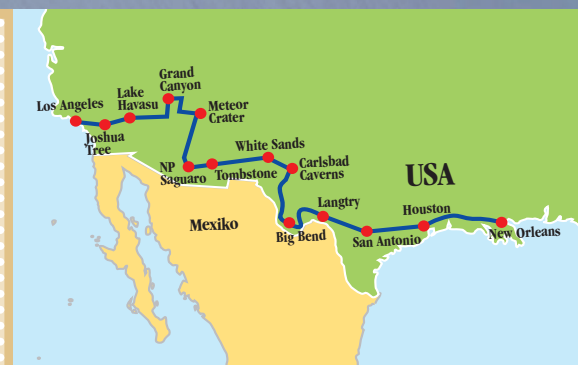 Grand
Canyon
Lake
Havasu
Los Angeles
Meteor
Crater
Joshua
Tree
White Sands
NP
Saguaro
Tombstone
Carlsbad
Caverns
USA
Langtry
Houston
Mexiko
Big Bend
San Antonio
New Orleans